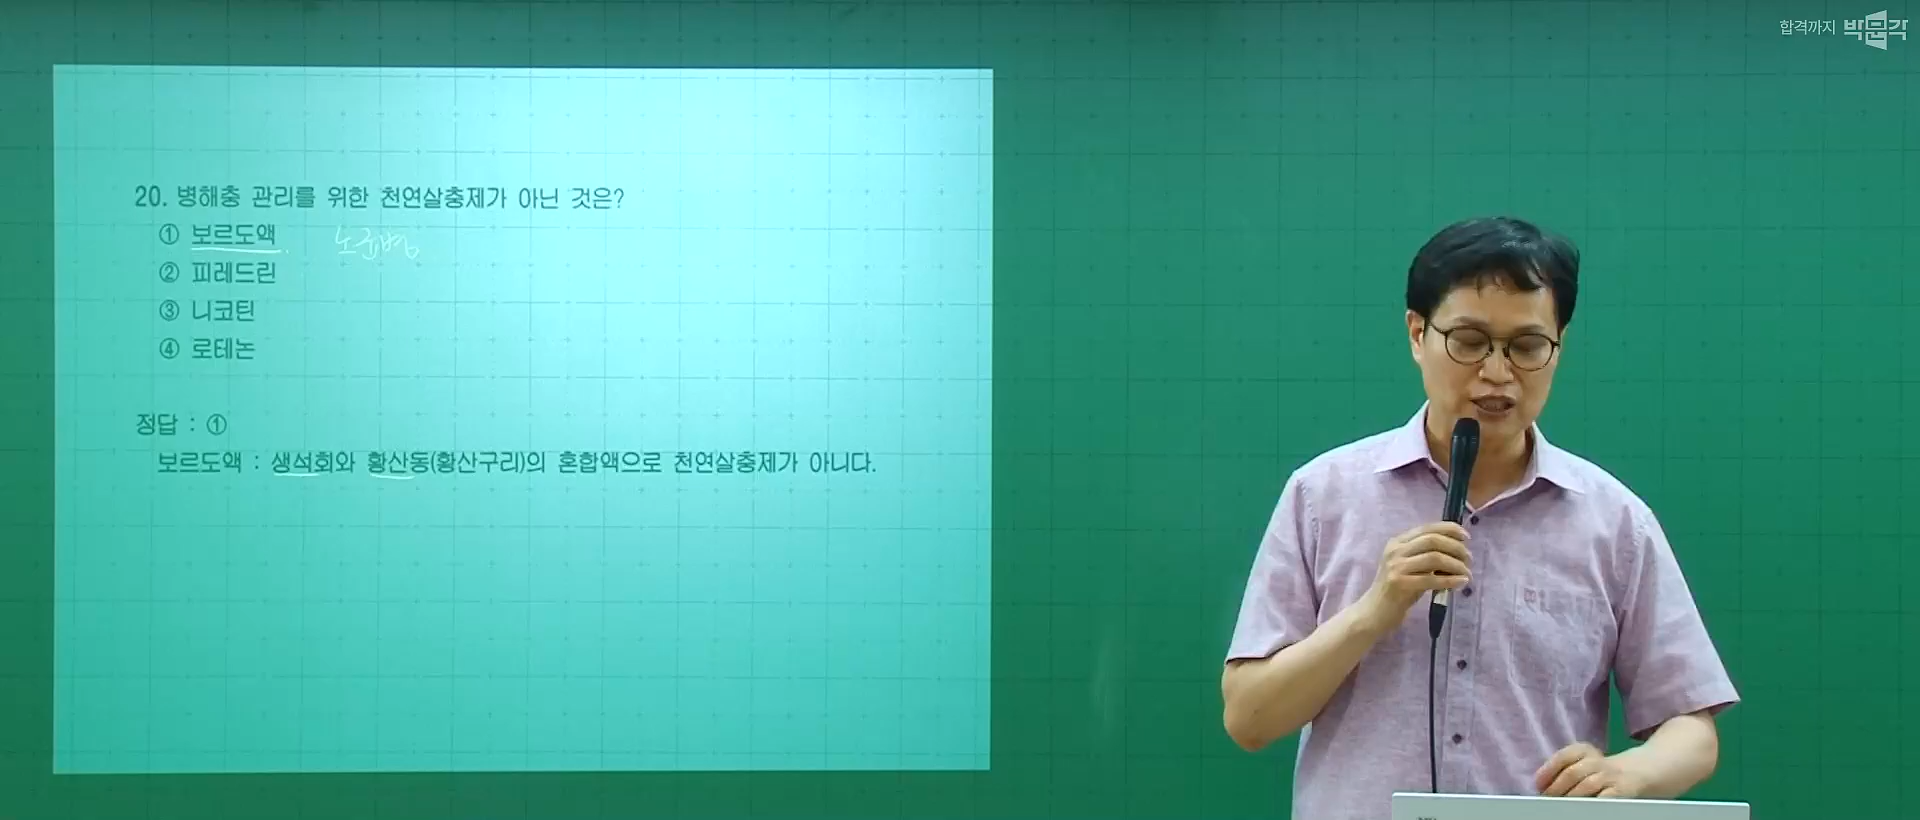 합격까지 박문각
20. 병해충 관리를 위한 천연살충제가 아닌 것은?
① 보르도액 노균병
② 피레드린
③ 니코틴
④ 로테논
정답 : ①
보르도액 : 생석회와 황산동(황산구리)의 혼합액으로 천연살충제가 아니다.